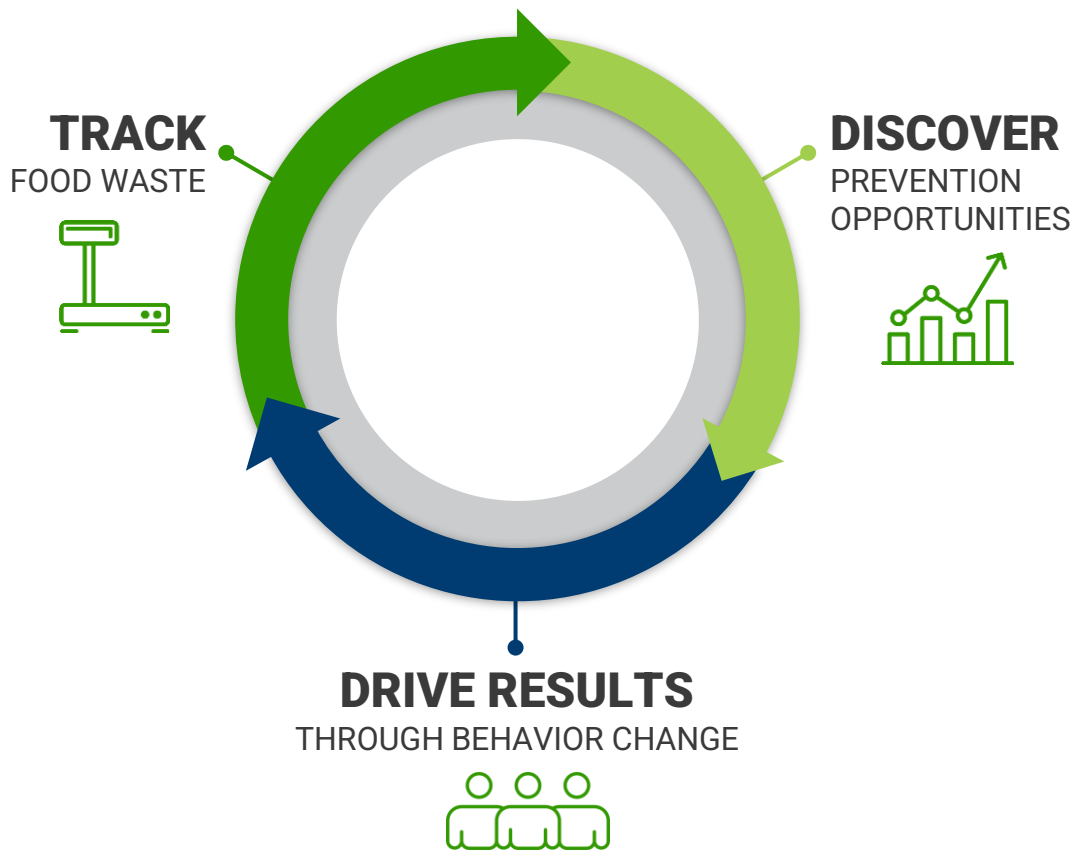 TRACK
FOOD WASTE
DISCOVER
PREVENTION
OPPORTUNITIES
DRIVE RESULTS
THROUGH BEHAVIOR CHANGE